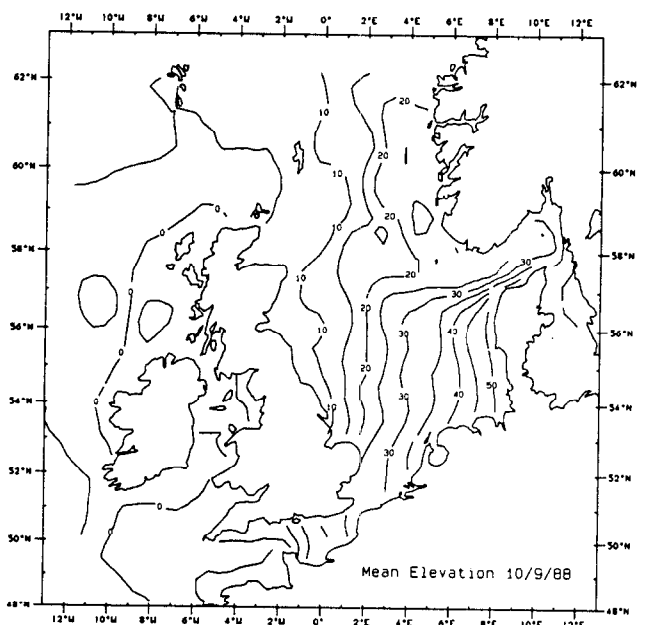 12°W 10°W 8°W 6°W 4°W 2°W 0° 2°E 4°E 6°E 8°E 10°E 12°E
62°N 62°N
20
10
20
60°N 10 60°N
0 20
0 10
58°N 58°N
30
10 20 30
0
20
56°N 10 30 40 56°N
0
20 50
54°N 0 10 30 40 54°N
52°N 30 52°N
0
50°N 0 50°N
Mean Elevation 10/9/88
48°N 48°N
12°W 10°W 8°W 6°W 4°W 2°W 0° 2°E 4°E 6°E 8°E 10°E 12°E